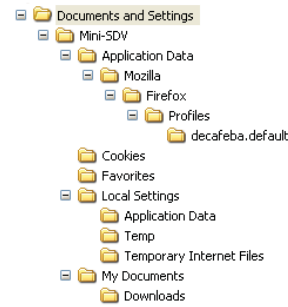 Documents and Settings
Mini-SDV
Application Data
Mozilla
Firefox
Profiles
decafeba.default
Cookies
Favorites
Local Settings
Application Data
Temp
Temporary Internet Files
My Documents
Downloads